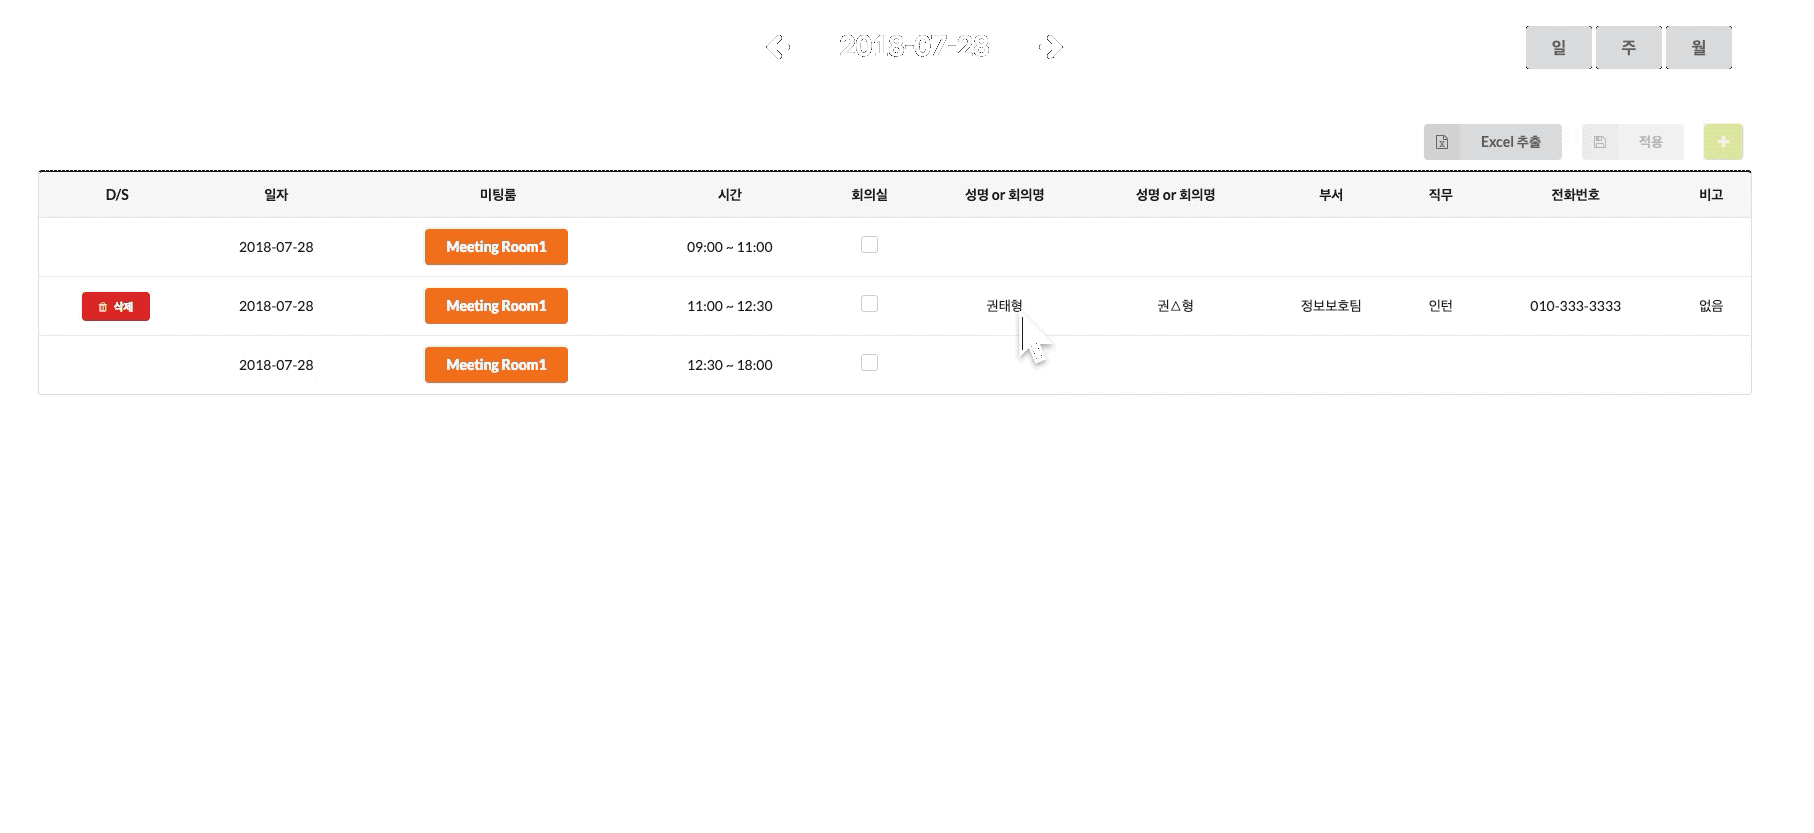 2018-07-28
일 주 월
Excel 추출 적용
D/S 일자 미팅룸 시간 회의실 성명 or 회의명 성명 or 회의명 부서 직무 전화번호 비고
2018-07-28 Meeting Room1 09:00 ~ 11:00
삭제 2018-07-28 Meeting Room1 11:00 ~ 12:30 권태형 권△형 정보보호팀 인턴 010-333-3333 없음
2018-07-28 Meeting Room1 12:30 ~ 18:00